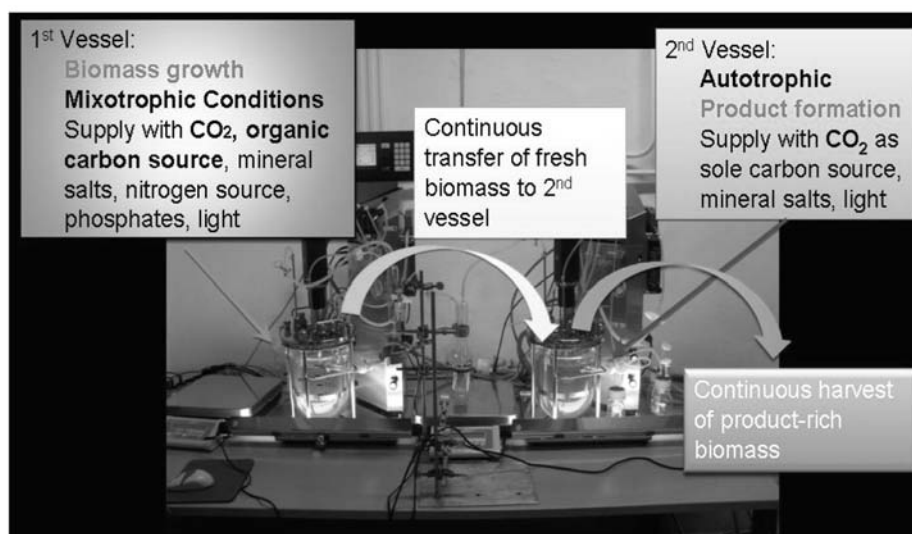 1st Vessel:
Biomass growth
Mixotrophic Conditions
Supply with CO2, organic
carbon source, mineral
salts, nitrogen source,
phosphates, light
Continuous
transfer of fresh
biomass to 2nd
vessel
2nd Vessel:
Autotrophic
Product formation
Supply with CO2 as
sole carbon source,
mineral salts, light
Continuous harvest
of product-rich
biomass